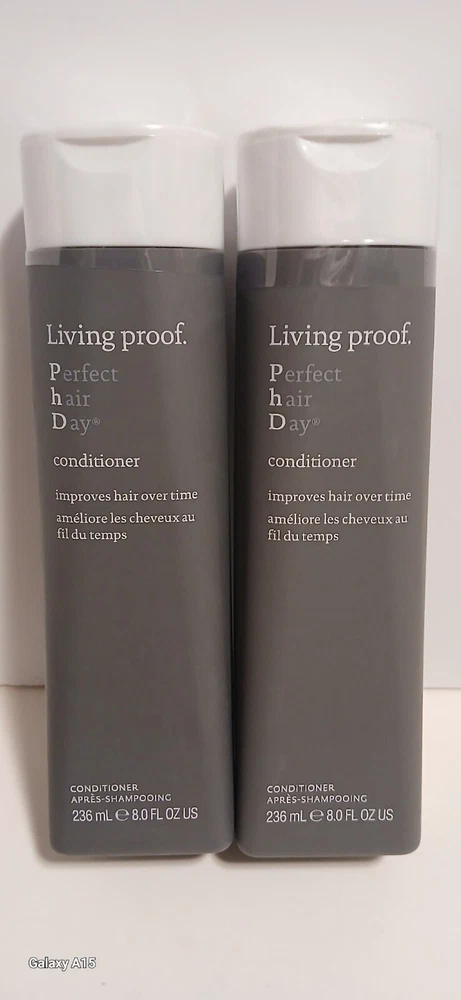 Living proof.
Perfect
hair
Day®
conditioner
improves hair over time
améliore les cheveux au
fil du temps
CONDITIONER
APRÈS-SHAMPOOING
236 mL ℮ 8.0 FL OZ US
Living proof.
Perfect
hair
Day®
conditioner
improves hair over time
améliore les cheveux au
fil du temps
CONDITIONER
APRÈS-SHAMPOOING
236 mL ℮ 8.0 FL OZ US
Galaxy A15